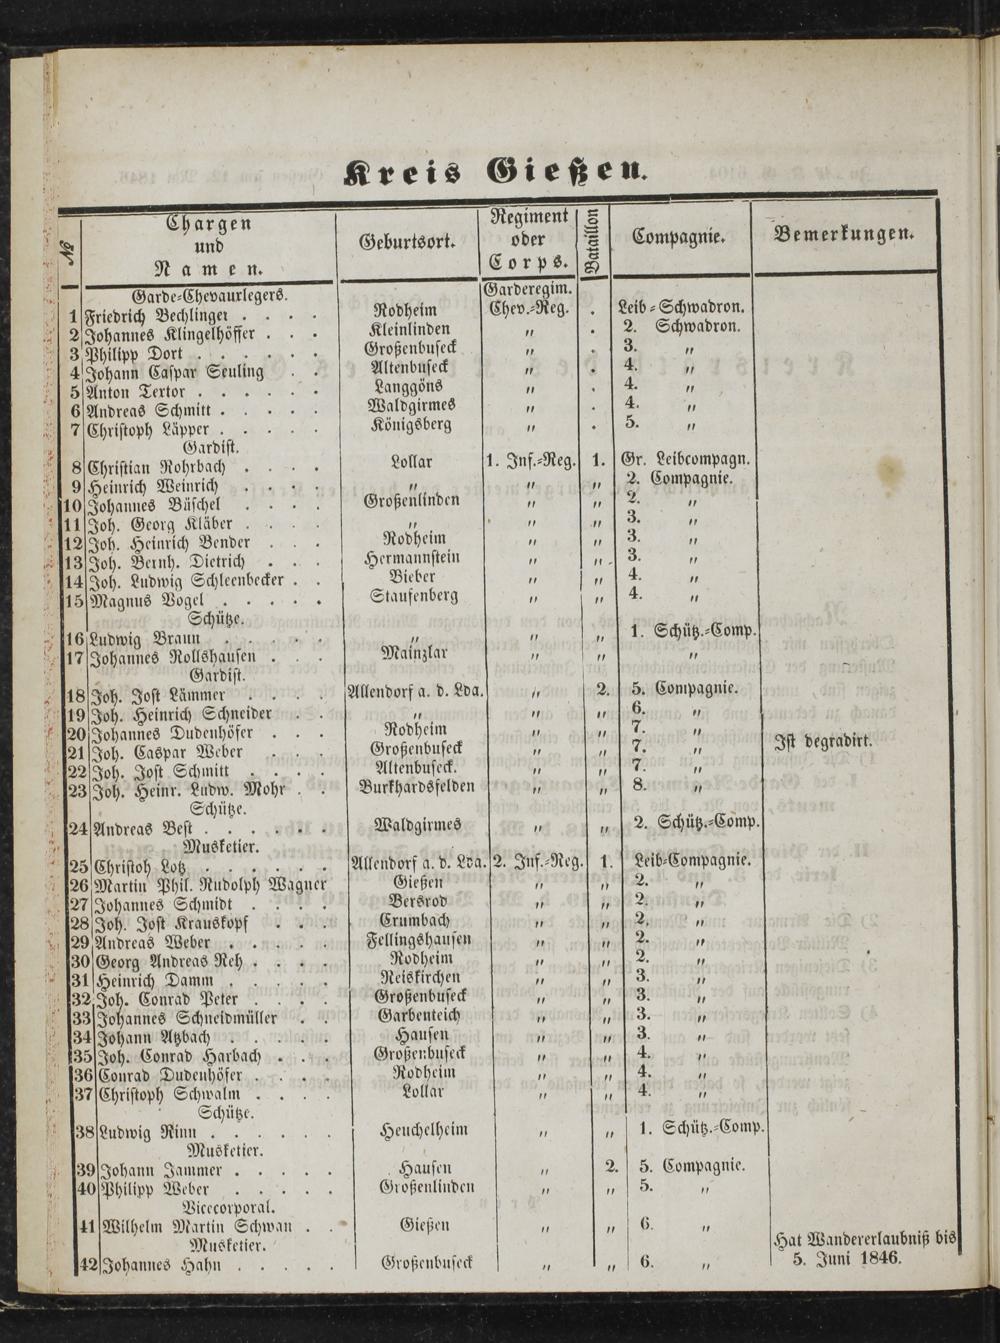 Kreis Gießen.
№ | Chargen und Namen. | Geburtsort. | Regiment oder Corps. | Bataillon | Compagnie. | Bemerkungen.
Garde-Chevaurlegers. | Garderegim.
1 Friedrich Bechlinger . . . . Rodheim Chev.-Reg. . Leib-Schwadron.
2 Johannes Klingelhöffer . . . Kleinlinden " . 2. Schwadron.
3 Philipp Dort . . . . . . Großenbuseck " . 3. "
4 Johann Caspar Seuling . . Altenbuseck " . 4. "
5 Anton Textor . . . . . . Langgöns " . 4. "
6 Andreas Schmitt . . . . . Waldgirmes " . 4. "
7 Christoph Läpper . . . . . Königsberg " . 5. "
Gardist.
8 Christian Rohrbach . . . . Lollar 1. Inf.-Reg. 1. Gr. Leibcompagn.
9 Heinrich Weinrich . . . . " " " 2. Compagnie.
10 Johannes Büschel . . . . Großenlinden " " 2. "
11 Joh. Georg Kläber . . . . " " " 3. "
12 Joh. Heinrich Bender . . . Rodheim " " 3. "
13 Joh. Bernh. Dietrich . . . Hermannstein " " 3. "
14 Joh. Ludwig Schleenbecker . . Bieber " " 4. "
15 Magnus Vogel . . . . . Staufenberg " " 4. "
Schütze.
16 Ludwig Braun . . . . . " " " 1. Schütz.-Comp.
17 Johannes Rollshausen . . . Mainzlar " " "
Gardist.
18 Joh. Jost Lämmer . . . . Allendorf a. d. Lda. " 2. 5. Compagnie.
19 Joh. Heinrich Schneider . . " " " 6. "
20 Johannes Dudenhöfer . . . Rodheim " " 7. "
21 Joh. Caspar Weber . . . Großenbuseck " " 7. " Ist degradirt.
22 Joh. Jost Schmitt . . . . Altenbuseck. " " 7. "
23 Joh. Heinr. Ludw. Mohr . . Burkhardsfelden " " 8. "
Schütze.
24 Andreas Best . . . . . . Waldgirmes " " 2. Schütz.-Comp.
Musketier.
25 Christoh Lotz . . . . . . Allendorf a. d. Lda. 2. Inf.-Reg. 1. Leib-Compagnie.
26 Martin Phil. Rudolph Wagner Gießen " " 2. "
27 Johannes Schmidt . . . . Bersrod " " 2. "
28 Joh. Jost Krauskopf . . . Crumbach " " 2. "
29 Andreas Weber . . . . . Fellingshausen " " 2. "
30 Georg Andreas Reh . . . . Rodheim " " 2. "
31 Heinrich Damm . . . . . Reiskirchen " " 3. "
32 Joh. Conrad Peter . . . . Großenbuseck " " 3. "
33 Johannes Schneidmüller . . Garbenteich " " 3. "
34 Johann Atzbach . . . . . Hausen " " 3. "
35 Joh. Conrad Harbach . . . Großenbuseck " " 4. "
36 Conrad Dudenhöfer . . . . Rodheim " " 4. "
37 Christoph Schwalm . . . . Lollar " " 4. "
Schütze.
38 Ludwig Rinn . . . . . . Heuchelheim " " 1. Schütz.-Comp.
Musketier.
39 Johann Jammer . . . . . Hausen " 2. 5. Compagnie.
40 Philipp Weber . . . . . Großenlinden " " 5. "
Vicecorporal.
41 Wilhelm Martin Schwan . . Gießen " " 6. "
Musketier. Hat Wandererlaubniß bis
42 Johannes Hahn . . . . . Großenbuseck " " 6. " 5. Juni 1846.